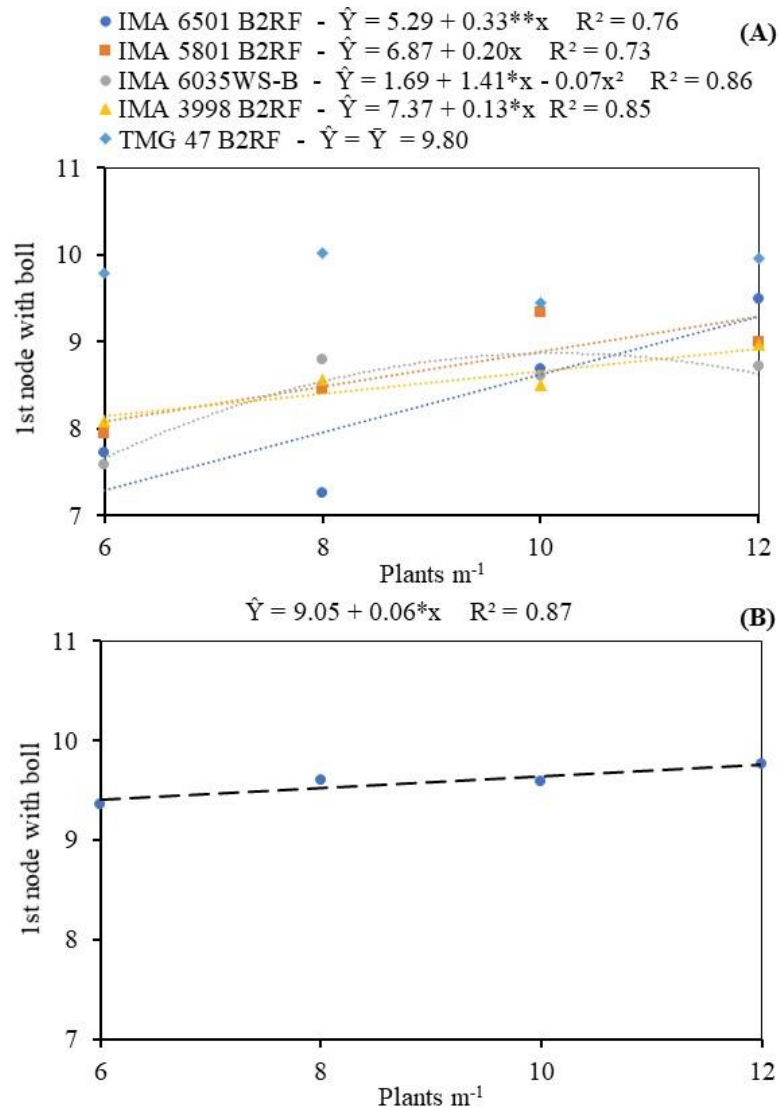 IMA 6501 B2RF - Ŷ = 5.29 + 0.33**x R² = 0.76
(A)
IMA 5801 B2RF - Ŷ = 6.87 + 0.20x R² = 0.73
IMA 6035WS-B - Ŷ = 1.69 + 1.41*x - 0.07x² R² = 0.86
IMA 3998 B2RF - Ŷ = 7.37 + 0.13*x R² = 0.85
TMG 47 B2RF - Ŷ = Ȳ = 9.80
11
10
9
8
7
1st node with boll
6 8 10 12
Plants m⁻¹
Ŷ = 9.05 + 0.06*x R² = 0.87
(B)
11
10
9
8
7
1st node with boll
6 8 10 12
Plants m⁻¹